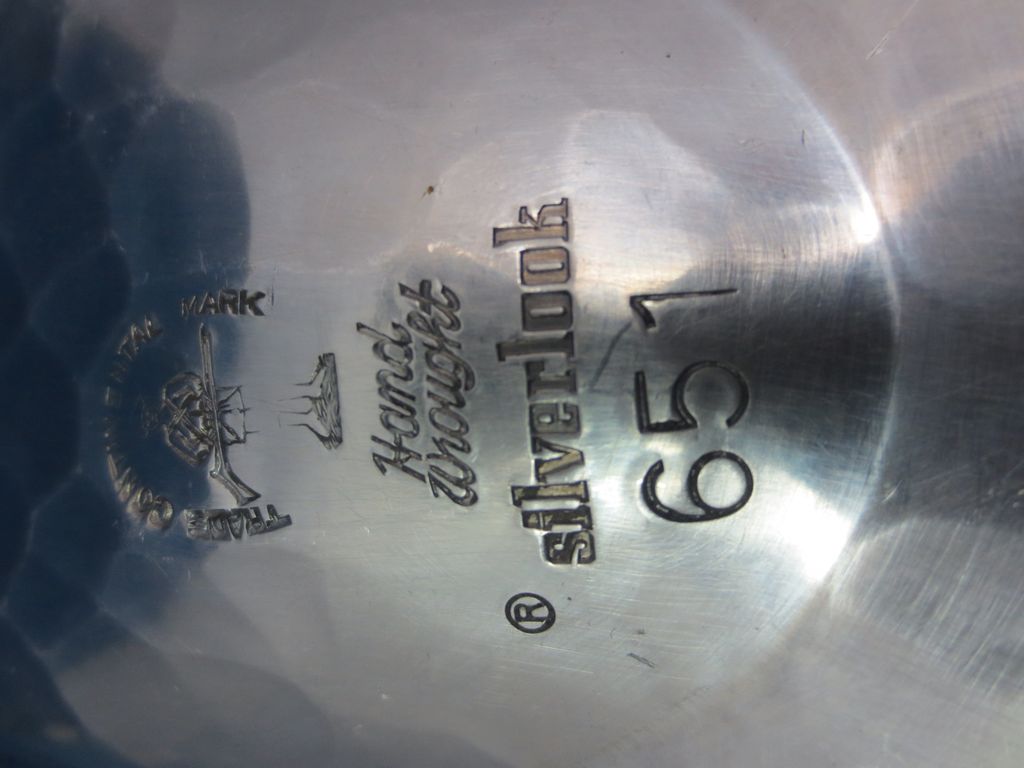 CONTINENTAL
TRADE MARK
Hand
Wrought
® silverlook
651